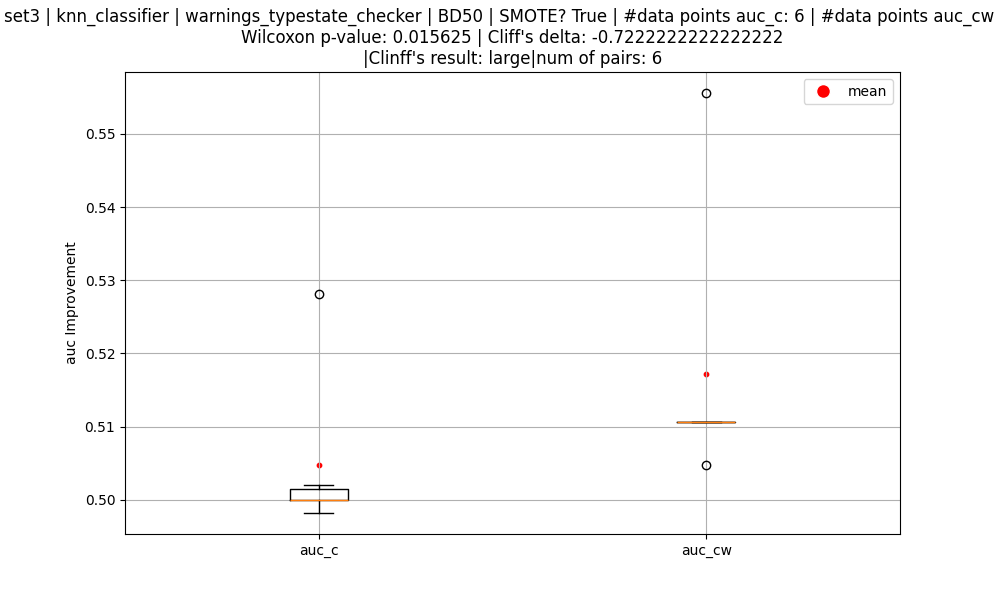 set3 | knn_classifier | warnings_typestate_checker | BD50 | SMOTE? True | #data points auc_c: 6 | #data points auc_cw
Wilcoxon p-value: 0.015625 | Cliff's delta: -0.7222222222222222
|Clinff's result: large|num of pairs: 6
mean
0.55
0.54
0.53
0.52
0.51
0.50
auc Improvement
auc_c
auc_cw